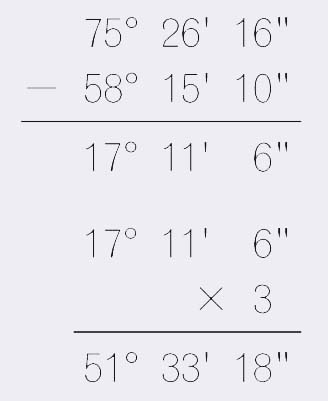 75° 26' 16"
− 58° 15' 10"
17° 11' 6"
17° 11' 6"
× 3
51° 33' 18"